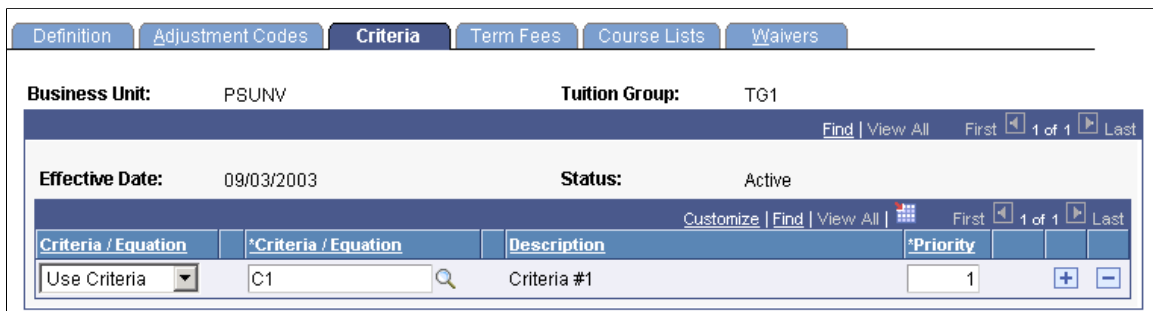 Definition Adjustment Codes Criteria Term Fees Course Lists Waivers
Business Unit: PSUNV Tuition Group: TG1
Find | View All First 1 of 1 Last
Effective Date: 09/03/2003 Status: Active
Customize | Find | View All | First 1 of 1 Last
Criteria / Equation *Criteria / Equation Description *Priority
Use Criteria C1 Criteria #1 1